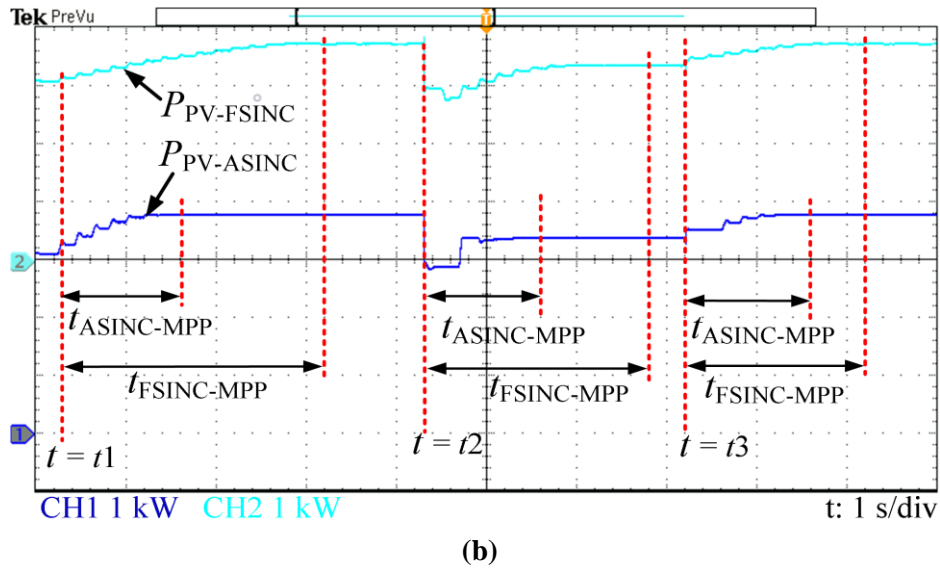 Tek PreVu
T
P_PV-FSINC
P_PV-ASINC
2
t_ASINC-MPP t_ASINC-MPP t_ASINC-MPP
t_FSINC-MPP t_FSINC-MPP t_FSINC-MPP
1
t = t1 t = t2 t = t3
CH1 1 kW CH2 1 kW t: 1 s/div
(b)